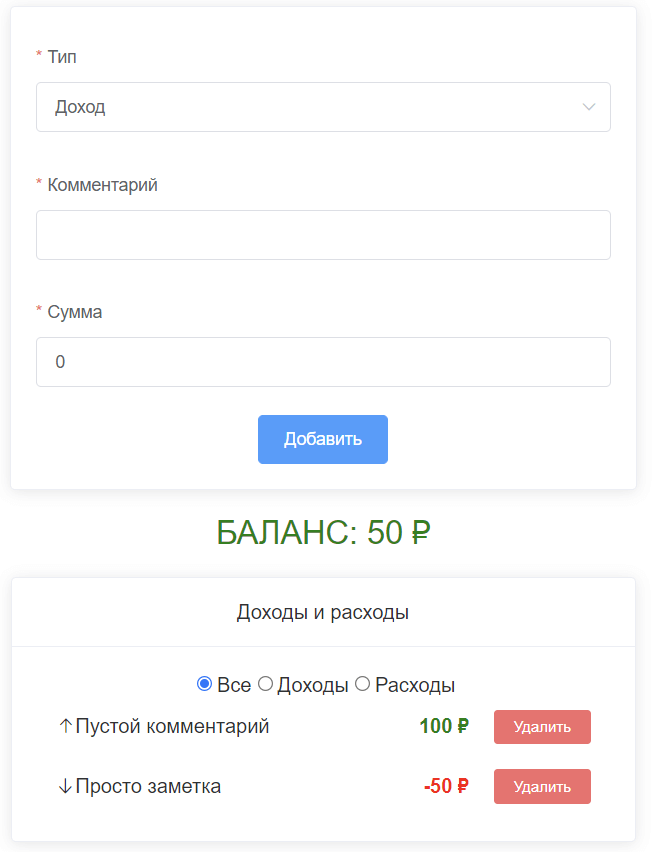 * Тип
Доход
* Комментарий
* Сумма
0
Добавить
БАЛАНС: 50 ₽
Доходы и расходы
Все Доходы Расходы
↑Пустой комментарий 100 ₽ Удалить
↓Просто заметка -50 ₽ Удалить